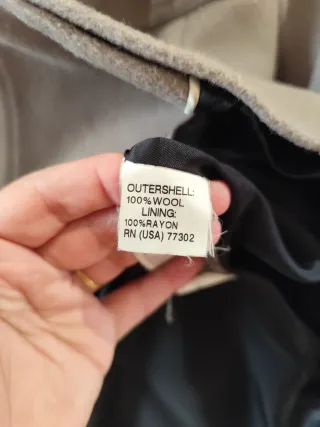 OUTERSHELL:
100% WOOL
LINING:
100%RAYON
RN (USA) 77302